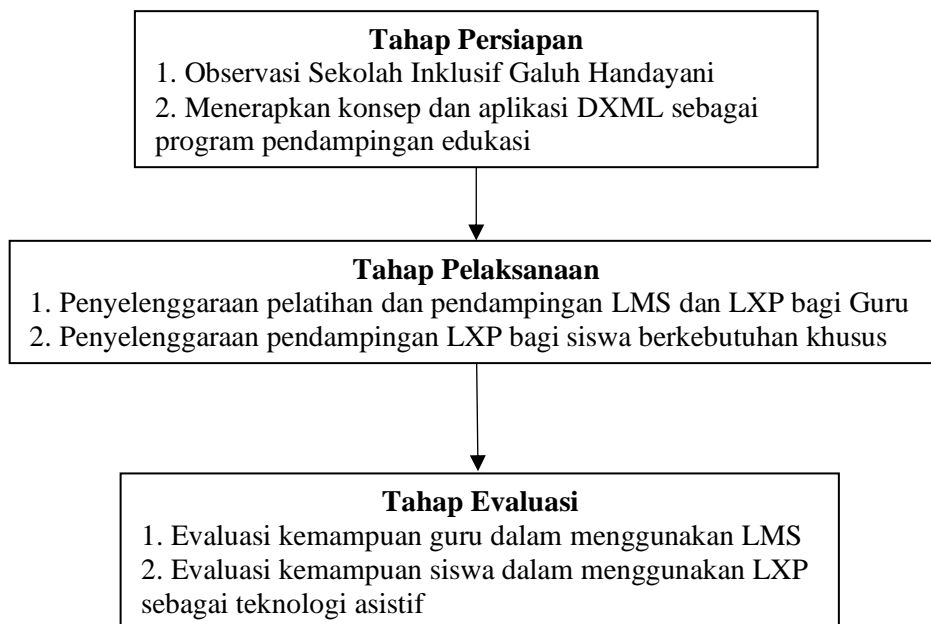 Tahap Persiapan
1. Observasi Sekolah Inklusif Galuh Handayani
2. Menerapkan konsep dan aplikasi DXML sebagai
program pendampingan edukasi
Tahap Pelaksanaan
1. Penyelenggaraan pelatihan dan pendampingan LMS dan LXP bagi Guru
2. Penyelenggaraan pendampingan LXP bagi siswa berkebutuhan khusus
Tahap Evaluasi
1. Evaluasi kemampuan guru dalam menggunakan LMS
2. Evaluasi kemampuan siswa dalam menggunakan LXP
sebagai teknologi asistif